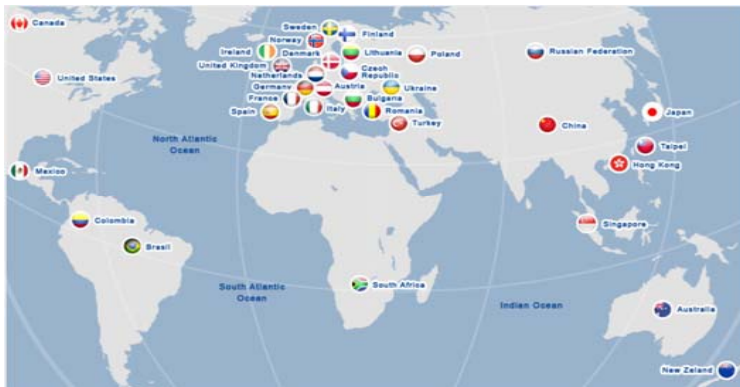 Canada
Sweden
Finland
Norway
Ireland
Denmark
Lithuania
Poland
Russian Federation
United Kingdom
Czech
Republic
United States
Netherlands
Germany
Austria
Ukraine
France
Italy
Bulgaria
Spain
Romania
Japan
Turkey
China
North Atlantic
Ocean
Taipei
Hong Kong
Mexico
Colombia
Singapore
Brasil
South Atlantic
Ocean
South Africa
Indian Ocean
Australia
New Zeland